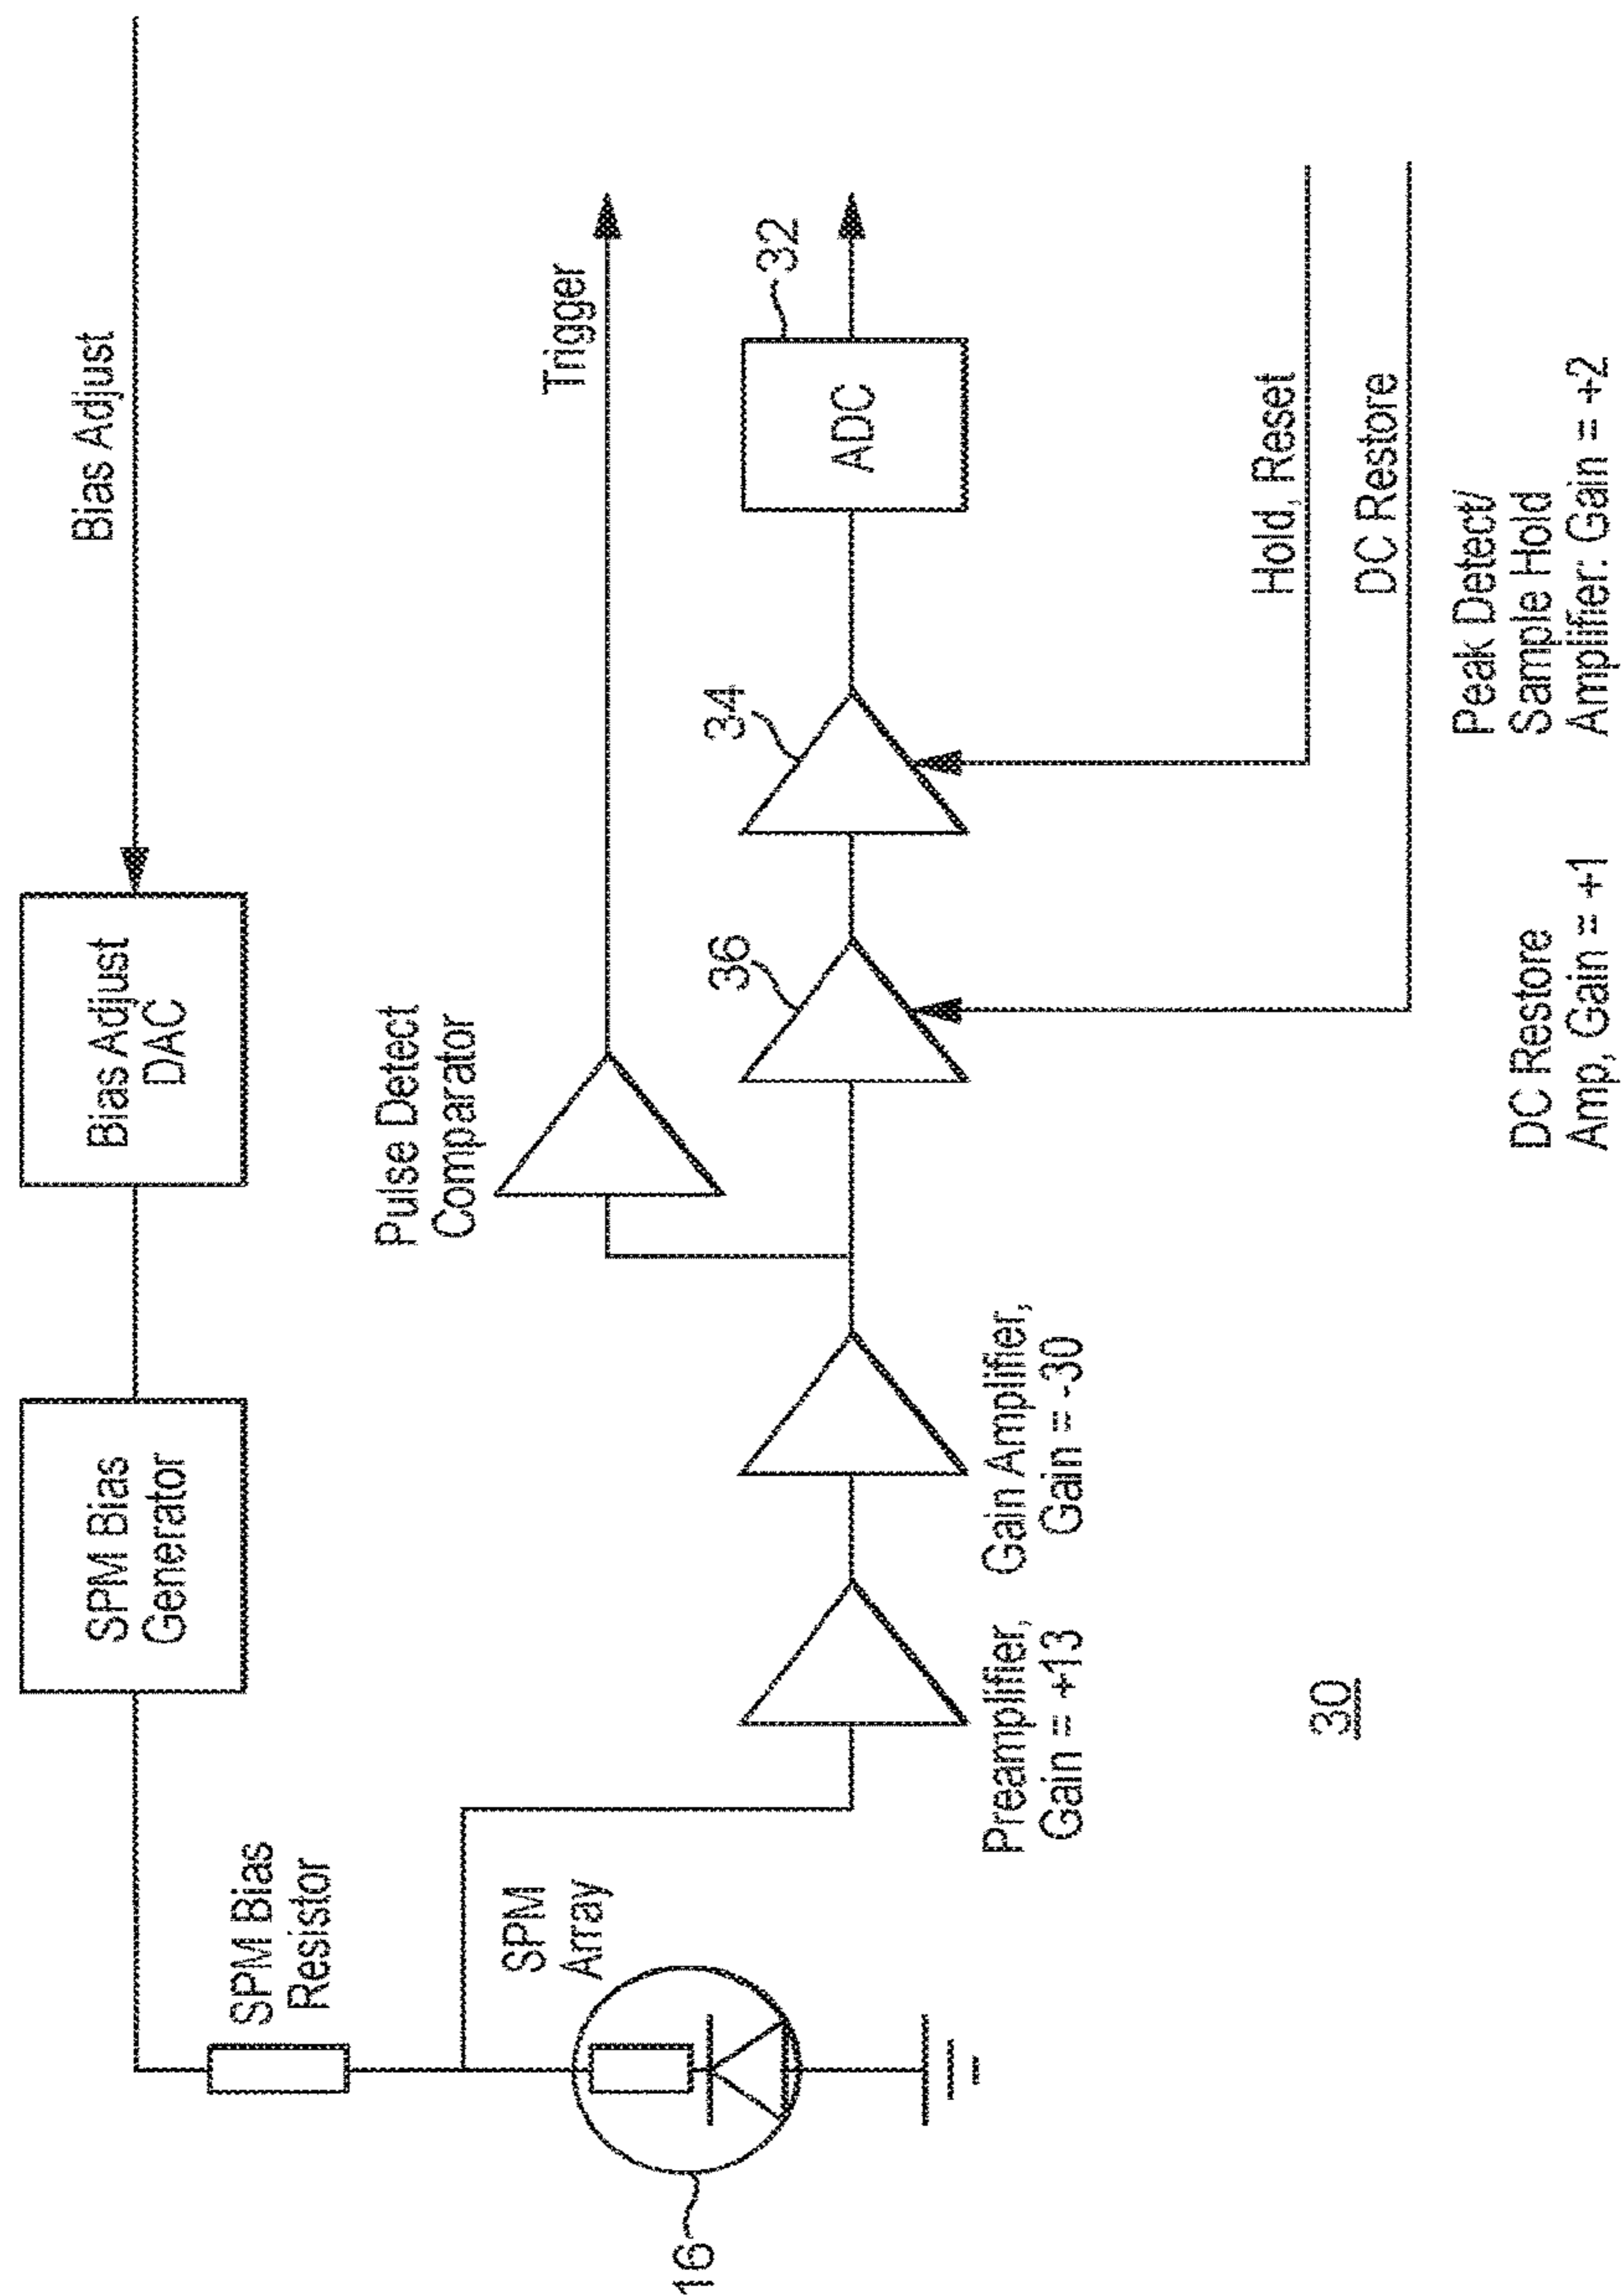 Bias Adjust
Bias Adjust
DAC
SPM Bias
Generator
SPM Bias
Resistor
SPM
Array
16
Pulse Detect
Comparator
Trigger
36
34
ADC
32
Preamplifier,
Gain = +13
Gain Amplifier,
Gain = -30
Hold, Reset
DC Restore
DC Restore
Amp, Gain = +1
Peak Detect/
Sample Hold
Amplifier: Gain = +2
30